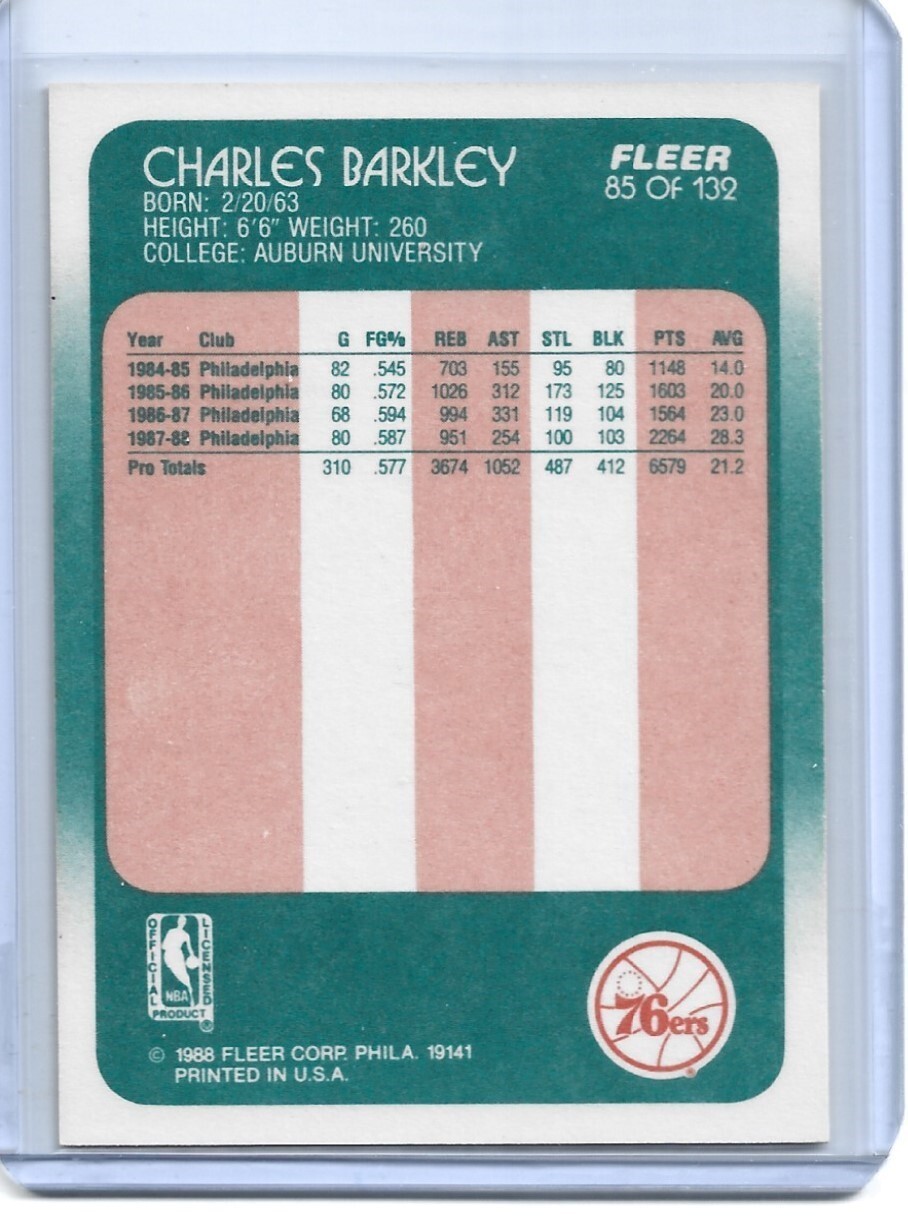 CHARLES BARKLEY
BORN: 2/20/63
HEIGHT: 6'6" WEIGHT: 260
COLLEGE: AUBURN UNIVERSITY
FLEER
85 OF 132
Year Club G FG% REB AST STL BLK PTS AVG
1984-85 Philadelphia 82 .545 703 155 95 80 1148 14.0
1985-86 Philadelphia 80 .572 1026 312 173 125 1603 20.0
1986-87 Philadelphia 68 .594 994 331 119 104 1564 23.0
1987-88 Philadelphia 80 .587 951 254 100 103 2264 28.3
Pro Totals 310 .577 3674 1052 487 412 6579 21.2
OFFICIAL
LICENSED
NBA
PRODUCT
®
76ers
© 1988 FLEER CORP. PHILA. 19141
PRINTED IN U.S.A.